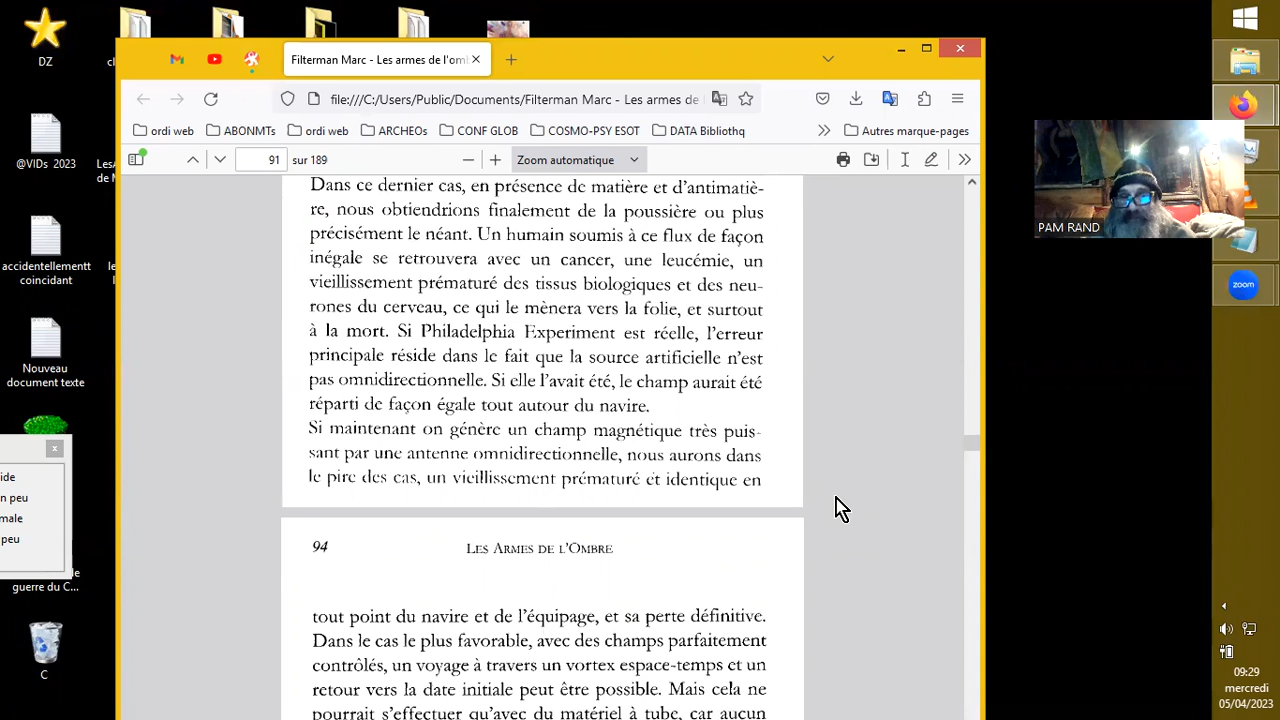 DZ
@VIDs 2023
accidentellementt
coincidant
Nouveau
document texte
guerre du C...
C
Filterman Marc - Les armes de l'om
file:///C:/Users/Public/Documents/Filterman Marc - Les armes de
ordi web
ABONMTs
ordi web
ARCHEOs
CONF GLOB
COSMO-PSY ESOT
DATA Bibliothq
Autres marque-pages
91 sur 189
Zoom automatique
Dans ce dernier cas, en présence de matière et d'antimatiè-
re, nous obtiendrions finalement de la poussière ou plus
précisément le néant. Un humain soumis à ce flux de façon
inégale se retrouvera avec un cancer, une leucémie, un
vieillissement prématuré des tissus biologiques et des neu-
rones du cerveau, ce qui le mènera vers la folie, et surtout
à la mort. Si Philadelphia Experiment est réelle, l'erreur
principale réside dans le fait que la source artificielle n'est
pas omnidirectionnelle. Si elle l'avait été, le champ aurait été
réparti de façon égale tout autour du navire.
Si maintenant on génère un champ magnétique très puis-
sant par une antenne omnidirectionnelle, nous aurons dans
le pire des cas, un vieillissement prématuré et identique en
94
LES ARMES DE L'OMBRE
tout point du navire et de l'équipage, et sa perte définitive.
Dans le cas le plus favorable, avec des champs parfaitement
contrôlés, un voyage à travers un vortex espace-temps et un
retour vers la date initiale peut être possible. Mais cela ne
pourrait s'effectuer qu'avec du matériel à tube, car aucun
PAM RAND
zoom
09:29
mercredi
05/04/2023